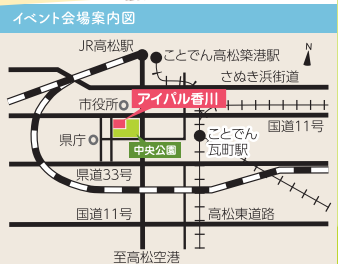 イベント会場案内図
JR高松駅
ことでん高松築港駅
N
さぬき浜街道
アイパル香川
市役所
国道11号
県庁
中央公園
ことでん
瓦町駅
県道33号
国道11号
高松東道路
至高松空港